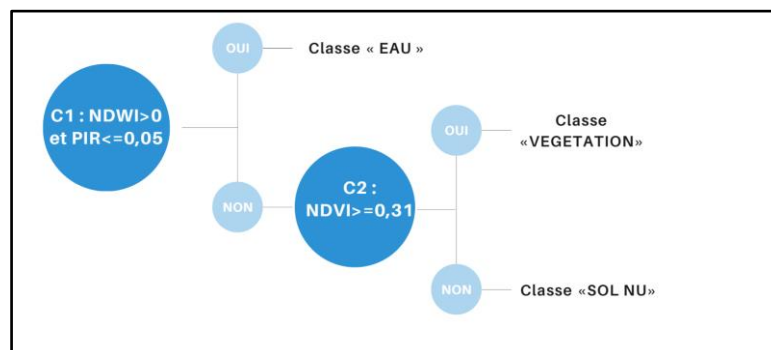 OUI
Classe « EAU »
C1 : NDWI>0
et PIR<=0,05
NON
C2 :
NDVI>=0,31
OUI
Classe
«VEGETATION»
NON
Classe «SOL NU»